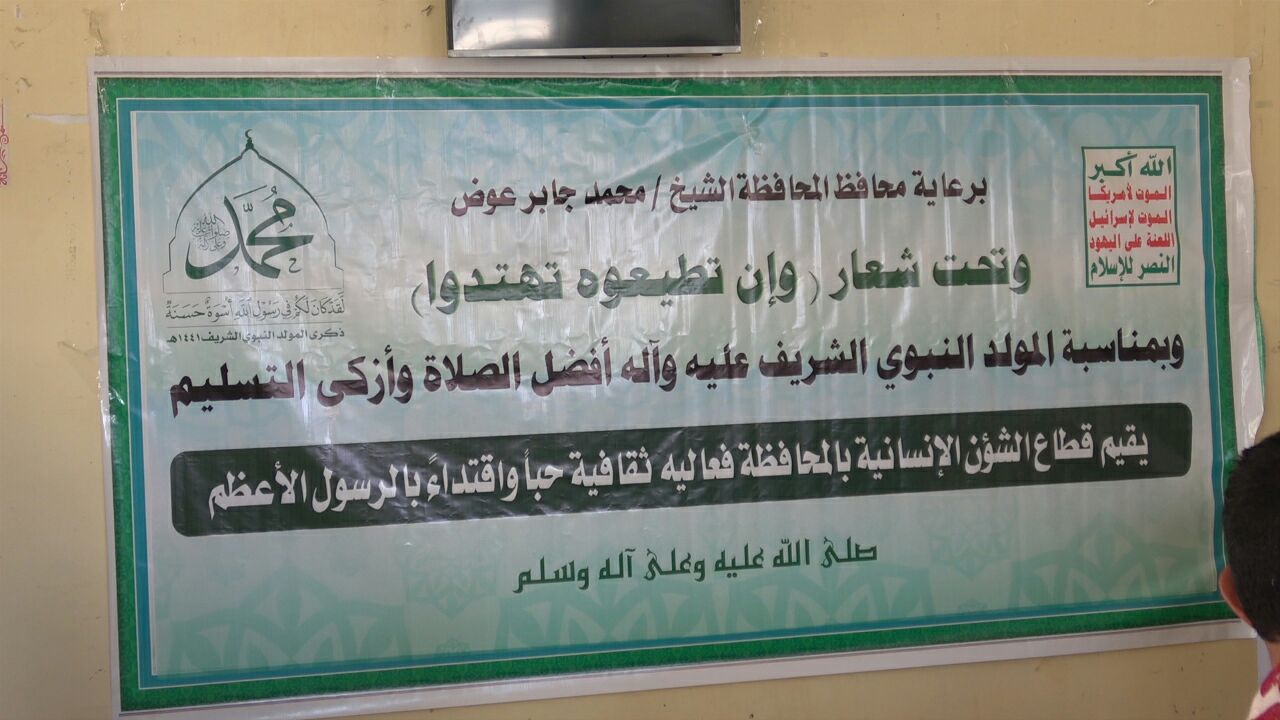 الله أكبر
الموت لأمريكا
الموت لإسرائيل
اللعنة على اليهود
النصر للإسلام
محمد
لقد كان لكم في رسول الله أسوة حسنة
ذكرى المولد النبوي الشريف ١٤٤١هـ
برعاية محافظ المحافظة الشيخ / محمد جابر عوض
وتحت شعار ( وإن تطيعوه تهتدوا )
وبمناسبة المولد النبوي الشريف عليه وآله أفضل الصلاة وأزكى التسليم
يقيم قطاع الشؤن الإنسانية بالمحافظة فعاليه ثقافية حباً واقتداءً بالرسول الأعظم
صلى الله عليه وعلى آله وسلم